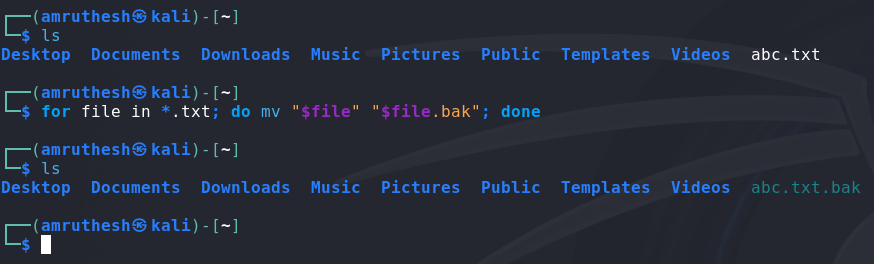 ┌──(amruthesh㉿kali)-[~]
└─$ ls
Desktop  Documents  Downloads  Music  Pictures  Public  Templates  Videos  abc.txt
┌──(amruthesh㉿kali)-[~]
└─$ for file in *.txt; do mv "$file" "$file.bak"; done
┌──(amruthesh㉿kali)-[~]
└─$ ls
Desktop  Documents  Downloads  Music  Pictures  Public  Templates  Videos  abc.txt.bak
┌──(amruthesh㉿kali)-[~]
└─$